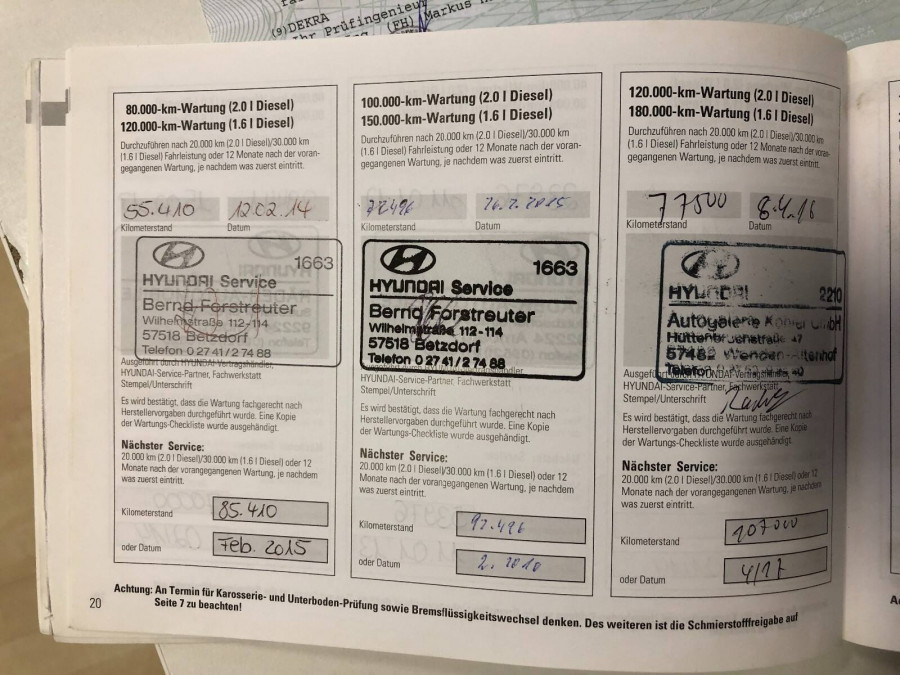 (9)DEKRA
Ihr Prüfingenieur
(FH) Markus
80.000-km-Wartung (2.0 l Diesel)
120.000-km-Wartung (1.6 l Diesel)
Durchzuführen nach 20.000 km (2.0 l Diesel)/30.000 km
(1.6 l Diesel) Fahrleistung oder 12 Monate nach der voran-
gegangenen Wartung, je nachdem was zuerst eintritt.
55.410 12.02.14
Kilometerstand Datum
1663
HYUNDAI Service
Bernd Forstreuter
Wilhelmstraße 112-114
57518 Betzdorf
Telefon 0 27 41 / 2 74 88
Ausgeführt durch HYUNDAI-Vertragshändler,
HYUNDAI-Service-Partner, Fachwerkstatt
Stempel/Unterschrift
Es wird bestätigt, dass die Wartung fachgerecht nach
Herstellervorgaben durchgeführt wurde. Eine Kopie
der Wartungs-Checkliste wurde ausgehändigt.
Nächster Service:
20.000 km (2.0 l Diesel)/30.000 km (1.6 l Diesel) oder 12
Monate nach der vorangegangenen Wartung, je nachdem
was zuerst eintritt.
Kilometerstand 85.410
oder Datum Feb. 2015
100.000-km-Wartung (2.0 l Diesel)
150.000-km-Wartung (1.6 l Diesel)
Durchzuführen nach 20.000 km (2.0 l Diesel)/30.000 km
(1.6 l Diesel) Fahrleistung oder 12 Monate nach der voran-
gegangenen Wartung, je nachdem was zuerst eintritt.
72.496 26.2.2015
Kilometerstand Datum
1663
HYUNDAI Service
Bernd Forstreuter
Wilhelmstraße 112-114
57518 Betzdorf
Telefon 0 27 41 / 2 74 88
HYUNDAI-Service-Partner, Fachwerkstatt
Stempel/Unterschrift
Es wird bestätigt, dass die Wartung fachgerecht nach
Herstellervorgaben durchgeführt wurde. Eine Kopie
der Wartungs-Checkliste wurde ausgehändigt.
Nächster Service:
20.000 km (2.0 l Diesel)/30.000 km (1.6 l Diesel) oder 12
Monate nach der vorangegangenen Wartung, je nachdem
was zuerst eintritt.
Kilometerstand 92.496
oder Datum
120.000-km-Wartung (2.0 l Diesel)
180.000-km-Wartung (1.6 l Diesel)
Durchzuführen nach 20.000 km (2.0 l Diesel)/30.000 km
(1.6 l Diesel) Fahrleistung oder 12 Monate nach der voran-
gegangenen Wartung, je nachdem was zuerst eintritt.
77500 8.4.16
Kilometerstand Datum
HYUNDAI 2210
Autogalerie
57482 Wenden
Telefon
HYUNDAI-Service-Partner, Fachwerkstatt
Stempel/Unterschrift
Es wird bestätigt, dass die Wartung fachgerecht nach
Herstellervorgaben durchgeführt wurde. Eine Kopie
der Wartungs-Checkliste wurde ausgehändigt.
Nächster Service:
20.000 km (2.0 l Diesel)/30.000 km (1.6 l Diesel) oder 12
Monate nach der vorangegangenen Wartung, je nachdem
was zuerst eintritt.
Kilometerstand 107000
oder Datum 4/17
Achtung: An Termin für Karosserie- und Unterboden-Prüfung sowie Bremsflüssigkeitswechsel denken. Des weiteren ist die Schmierstofffreigabe auf
Seite 7 zu beachten!
20